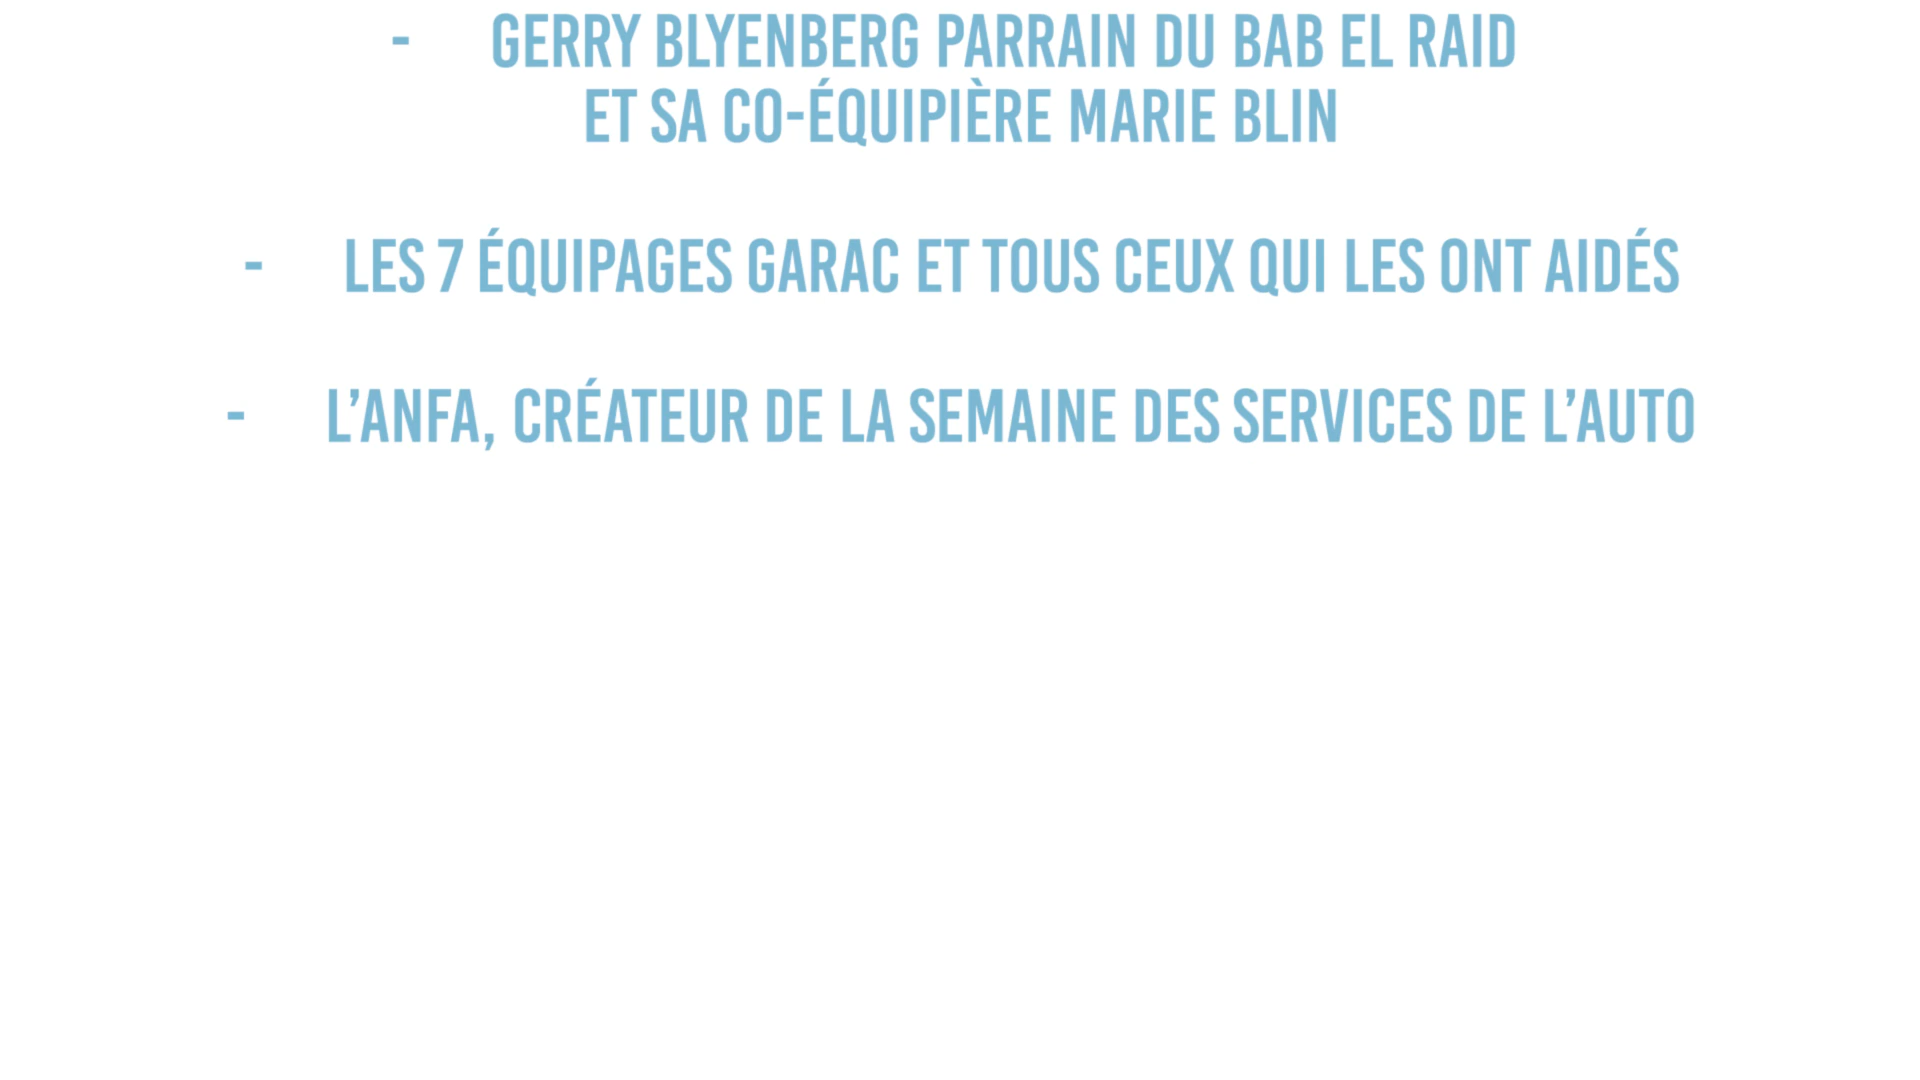 - GERRY BLYENBERG PARRAIN DU BAB EL RAID
ET SA CO-ÉQUIPIÈRE MARIE BLIN
- LES 7 ÉQUIPAGES GARAC ET TOUS CEUX QUI LES ONT AIDÉS
- L’ANFA, CRÉATEUR DE LA SEMAINE DES SERVICES DE L’AUTO